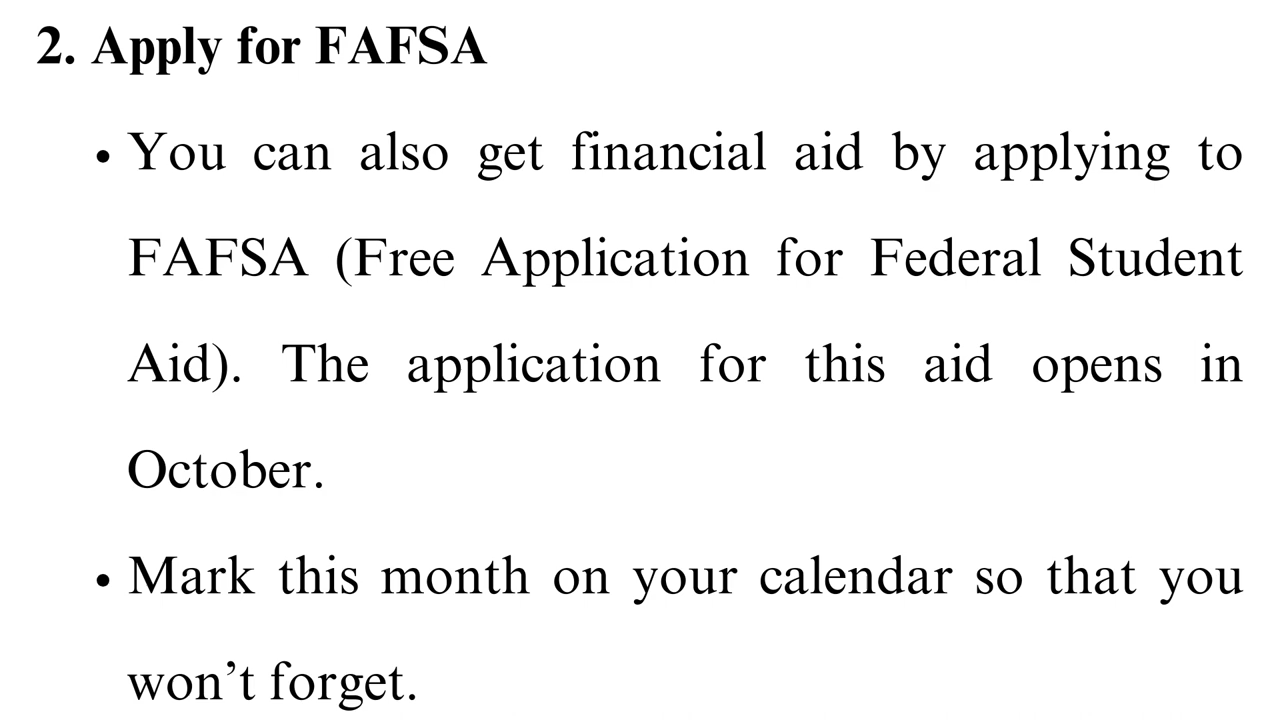 2. Apply for FAFSA
• You can also get financial aid by applying to
FAFSA (Free Application for Federal Student
Aid). The application for this aid opens in
October.
• Mark this month on your calendar so that you
won’t forget.